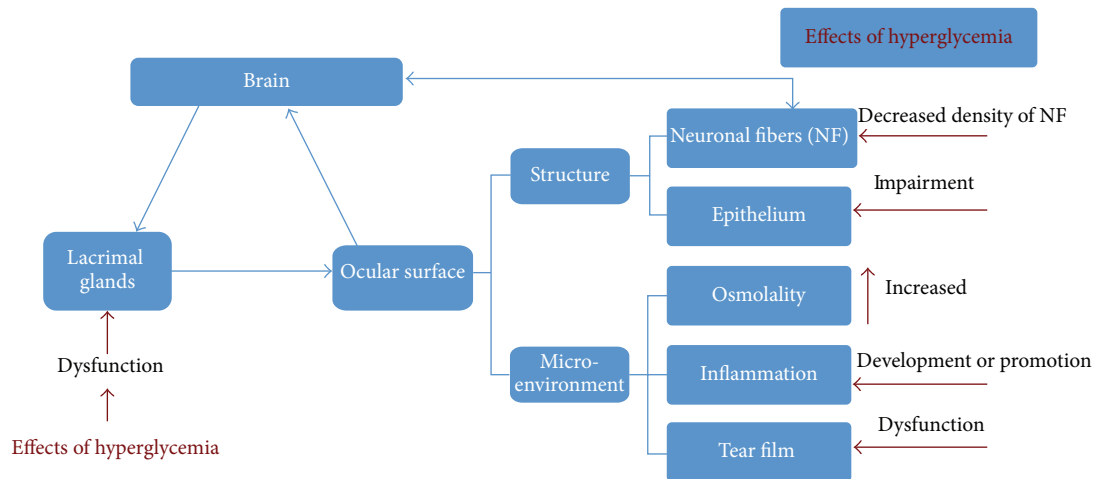 Effects of hyperglycemia
Brain
Decreased density of NF
Neuronal fibers (NF)
Structure
Impairment
Epithelium
Lacrimal
glands
Ocular surface
Osmolality
Increased
Dysfunction
Micro-
environment
Inflammation
Development or promotion
Effects of hyperglycemia
Tear film
Dysfunction